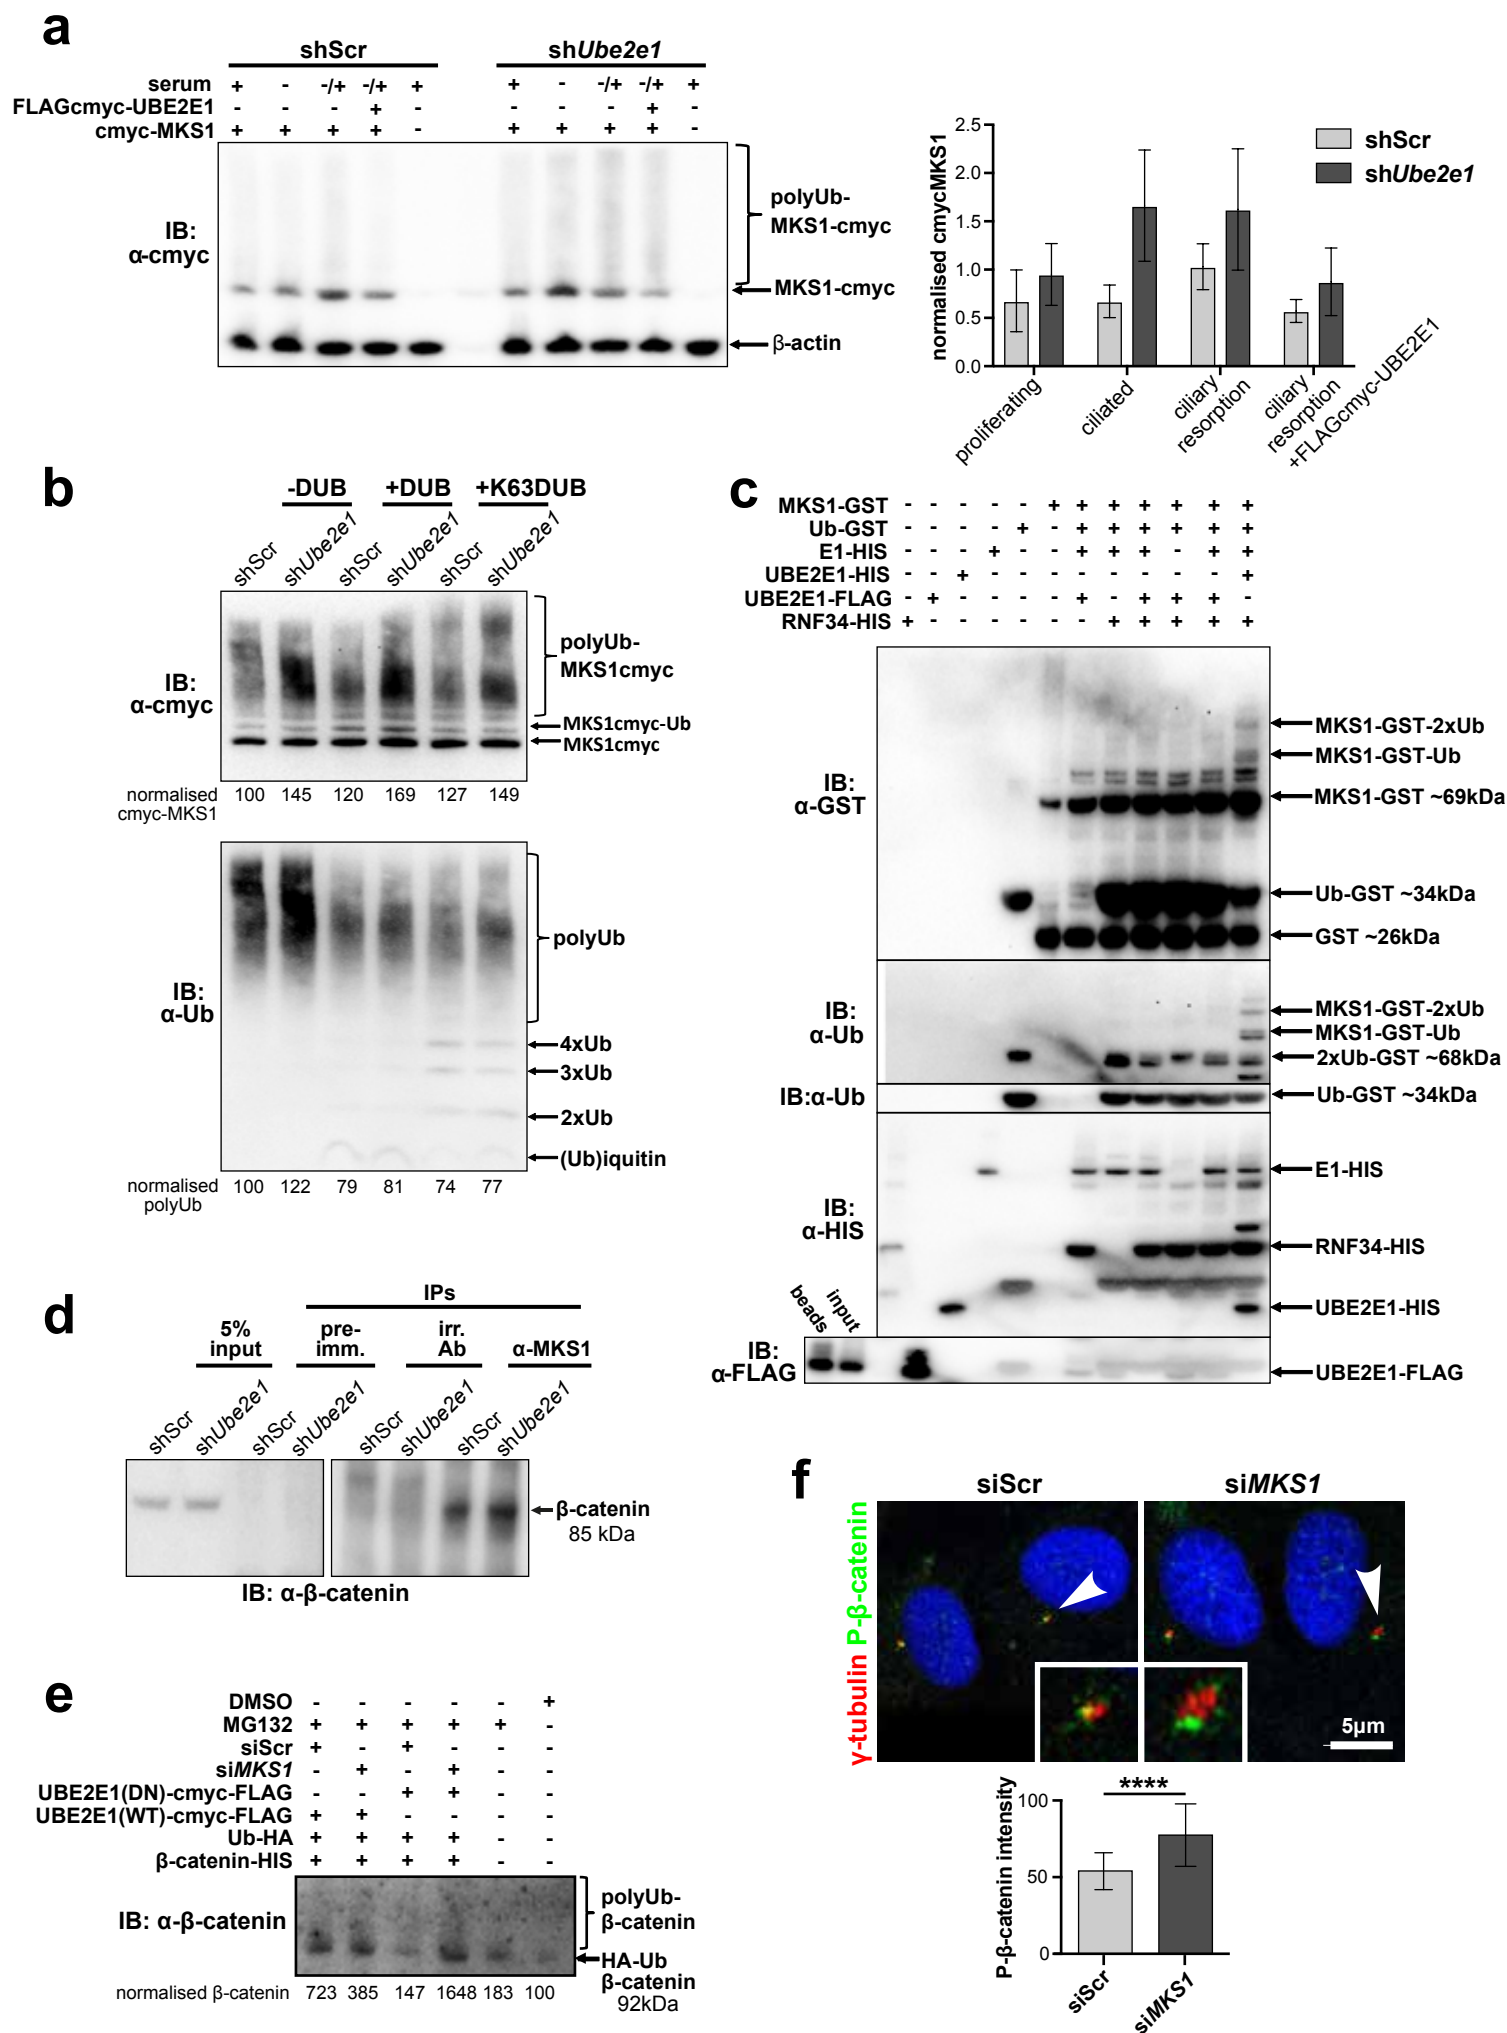 a
shScr
shUbe2e1
serum + - -/+ -/+ + + - -/+ -/+ +
FLAGcmyc-UBE2E1 - - - + - - - - + -
cmyc-MKS1 + + + + - + + + + -
IB:
α-cmyc
polyUb-
MKS1-cmyc
MKS1-cmyc
β-actin
normalised cmycMKS1
2.5
2.0
1.5
1.0
0.5
0.0
shScr
shUbe2e1
proliferating
ciliated
ciliary
resorption
ciliary
resorption
+FLAGcmyc-UBE2E1
b
-DUB +DUB +K63DUB
shScr shUbe2e1 shScr shUbe2e1 shScr shUbe2e1
IB:
α-cmyc
polyUb-
MKS1cmyc
MKS1cmyc-Ub
MKS1cmyc
normalised
cmyc-MKS1
100 145 120 169 127 149
IB:
α-Ub
polyUb
4xUb
3xUb
2xUb
(Ub)iquitin
normalised
polyUb
100 122 79 81 74 77
c
MKS1-GST - - - - - + + + + + + +
Ub-GST - - - - + - + + + + + +
E1-HIS - - - + - - + + + - + +
UBE2E1-HIS - - + - - - - - - - - +
UBE2E1-FLAG - + - - - - + - + + + -
RNF34-HIS + - - - - - - + + + + +
IB:
α-GST
MKS1-GST-2xUb
MKS1-GST-Ub
MKS1-GST ~69kDa
Ub-GST ~34kDa
GST ~26kDa
IB:
α-Ub
MKS1-GST-2xUb
MKS1-GST-Ub
2xUb-GST ~68kDa
IB:α-Ub
Ub-GST ~34kDa
IB:
α-HIS
E1-HIS
RNF34-HIS
UBE2E1-HIS
beads
input
IB:
α-FLAG
UBE2E1-FLAG
d
IPs
5%
input
pre-
imm.
irr.
Ab
α-MKS1
shScr shUbe2e1 shScr shUbe2e1 shScr shUbe2e1 shScr shUbe2e1
β-catenin
85 kDa
IB: α-β-catenin
e
DMSO - - - - - +
MG132 + + + + + -
siScr + - + - - -
siMKS1 - + - + - -
UBE2E1(DN)-cmyc-FLAG - - + + - -
UBE2E1(WT)-cmyc-FLAG + + - - - -
Ub-HA + + + + - -
β-catenin-HIS + + + + - -
IB: α-β-catenin
polyUb-
β-catenin
HA-Ub
β-catenin
92kDa
normalised β-catenin 723 385 147 1648 183 100
f
siScr
siMKS1
γ-tubulin P-β-catenin
5µm
P-β-catenin intensity
100
50
0
****
siScr
siMKS1